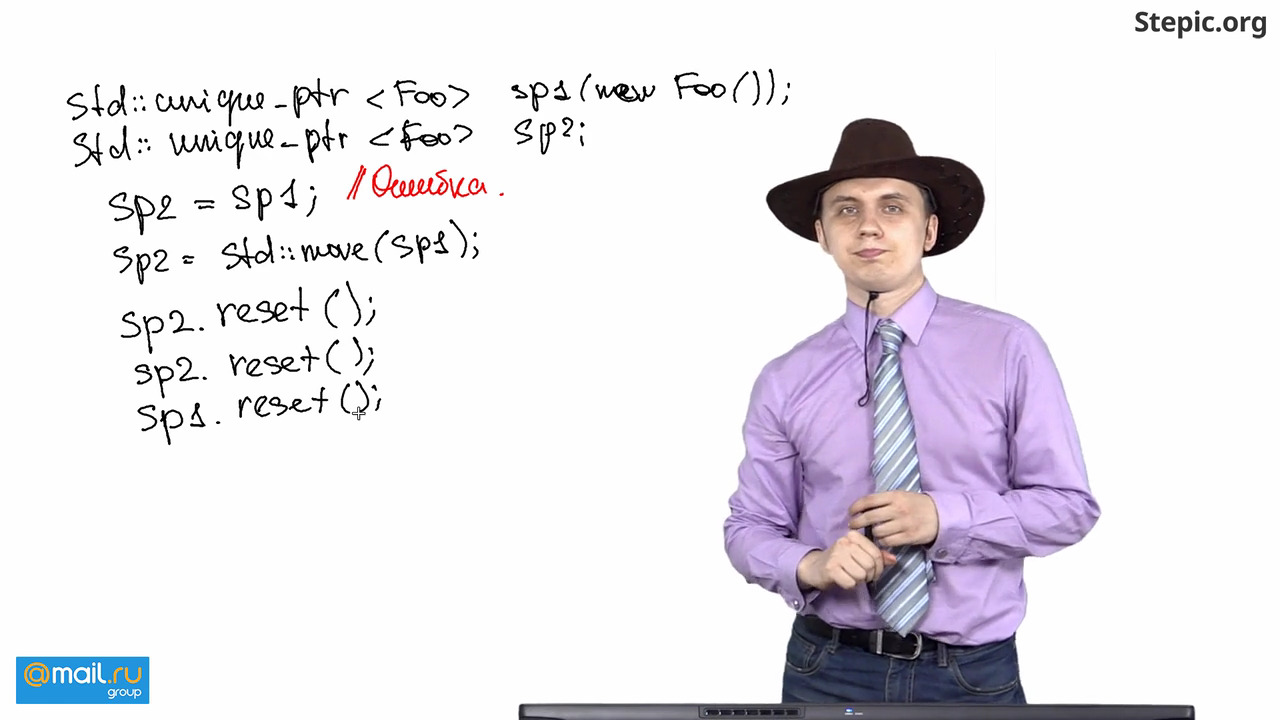 Stepic.org
std::unique_ptr <Foo> sp1(new Foo());
std::unique_ptr <Foo> sp2;
sp2 = sp1; //Ошибка.
sp2 = std::move(sp1);
sp2.reset();
sp2.reset();
sp1.reset();
@mail.ru
group